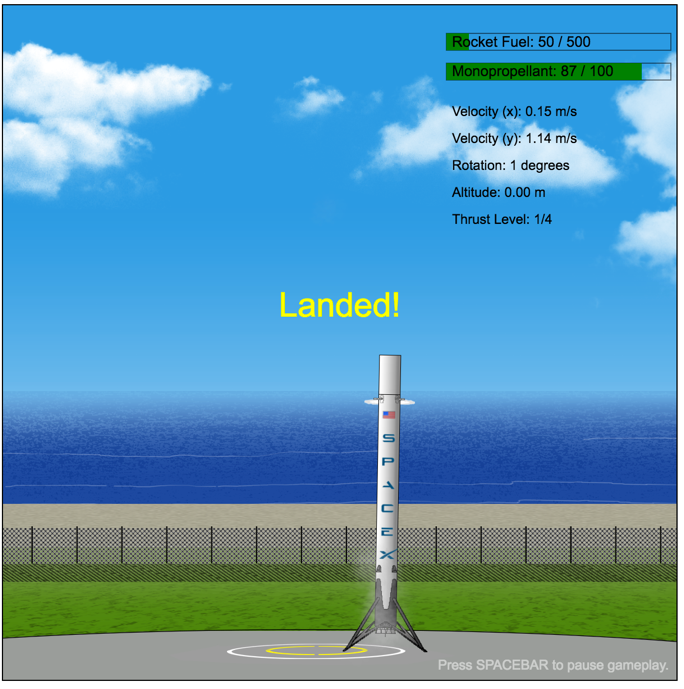 Rocket Fuel: 50 / 500
Monopropellant: 87 / 100
Velocity (x): 0.15 m/s
Velocity (y): 1.14 m/s
Rotation: 1 degrees
Altitude: 0.00 m
Thrust Level: 1/4
Landed!
SPACEX
Press SPACEBAR to pause gameplay.